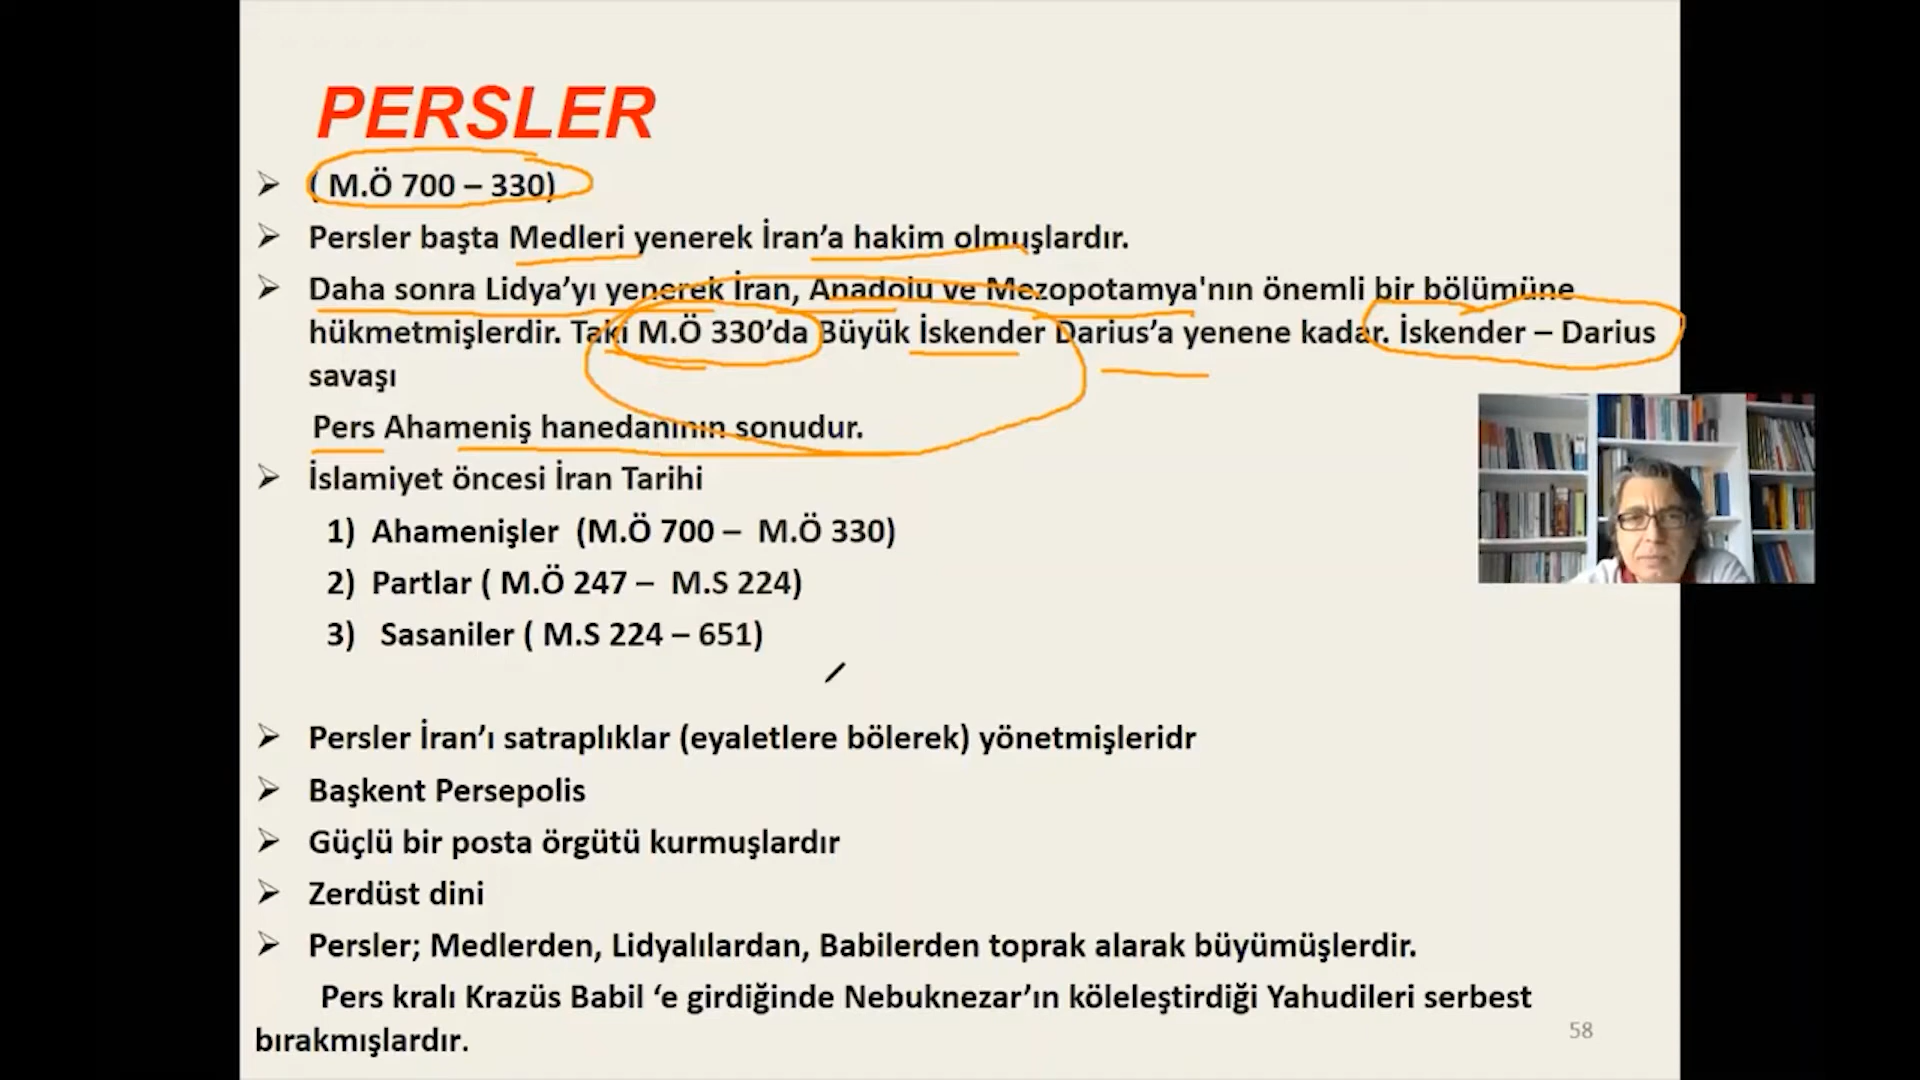 PERSLER
( M.Ö 700 – 330)
Persler başta Medleri yenerek İran’a hakim olmuşlardır.
Daha sonra Lidya’yı yenerek İran, Anadolu ve Mezopotamya'nın önemli bir bölümüne
hükmetmişlerdir. Taki M.Ö 330’da Büyük İskender Darius’a yenene kadar. İskender – Darius
savaşı
Pers Ahameniş hanedanının sonudur.
İslamiyet öncesi İran Tarihi
1) Ahamenişler (M.Ö 700 – M.Ö 330)
2) Partlar ( M.Ö 247 – M.S 224)
3) Sasaniler ( M.S 224 – 651)
Persler İran’ı satraplıklar (eyaletlere bölerek) yönetmişleridr
Başkent Persepolis
Güçlü bir posta örgütü kurmuşlardır
Zerdüst dini
Persler; Medlerden, Lidyalılardan, Babilerden toprak alarak büyümüşlerdir.
Pers kralı Krazüs Babil ‘e girdiğinde Nebuknezar’ın köleleştirdiği Yahudileri serbest
bırakmışlardır.
58